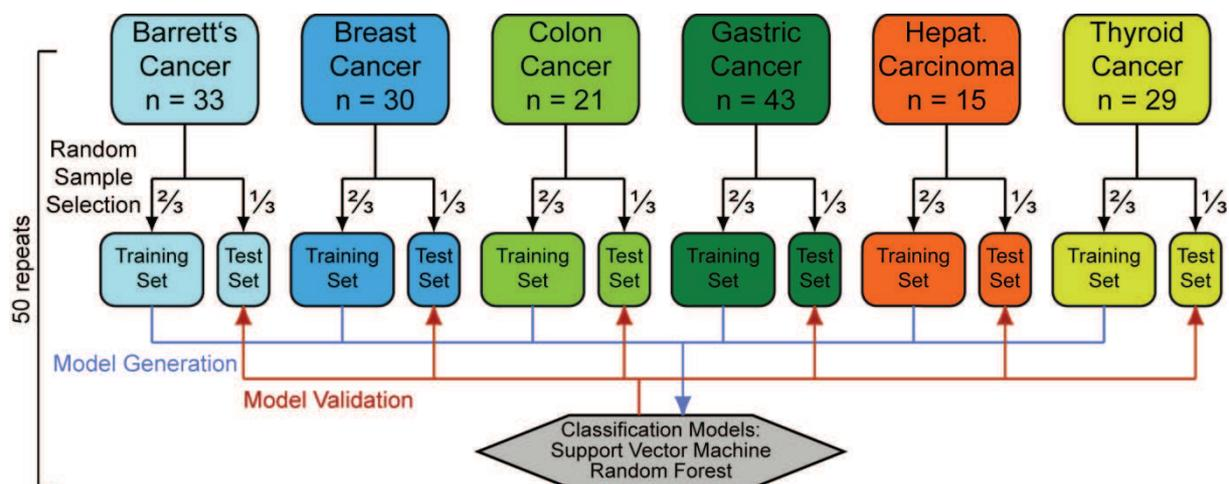 Barrett‘s
Cancer
n = 33
Breast
Cancer
n = 30
Colon
Cancer
n = 21
Gastric
Cancer
n = 43
Hepat.
Carcinoma
n = 15
Thyroid
Cancer
n = 29
50 repeats
Random
Sample
Selection
⅔
⅓
⅔
⅓
⅔
⅓
⅔
⅓
⅔
⅓
⅔
⅓
Training
Set
Test
Set
Training
Set
Test
Set
Training
Set
Test
Set
Training
Set
Test
Set
Training
Set
Test
Set
Training
Set
Test
Set
Model Generation
Model Validation
Classification Models:
Support Vector Machine
Random Forest